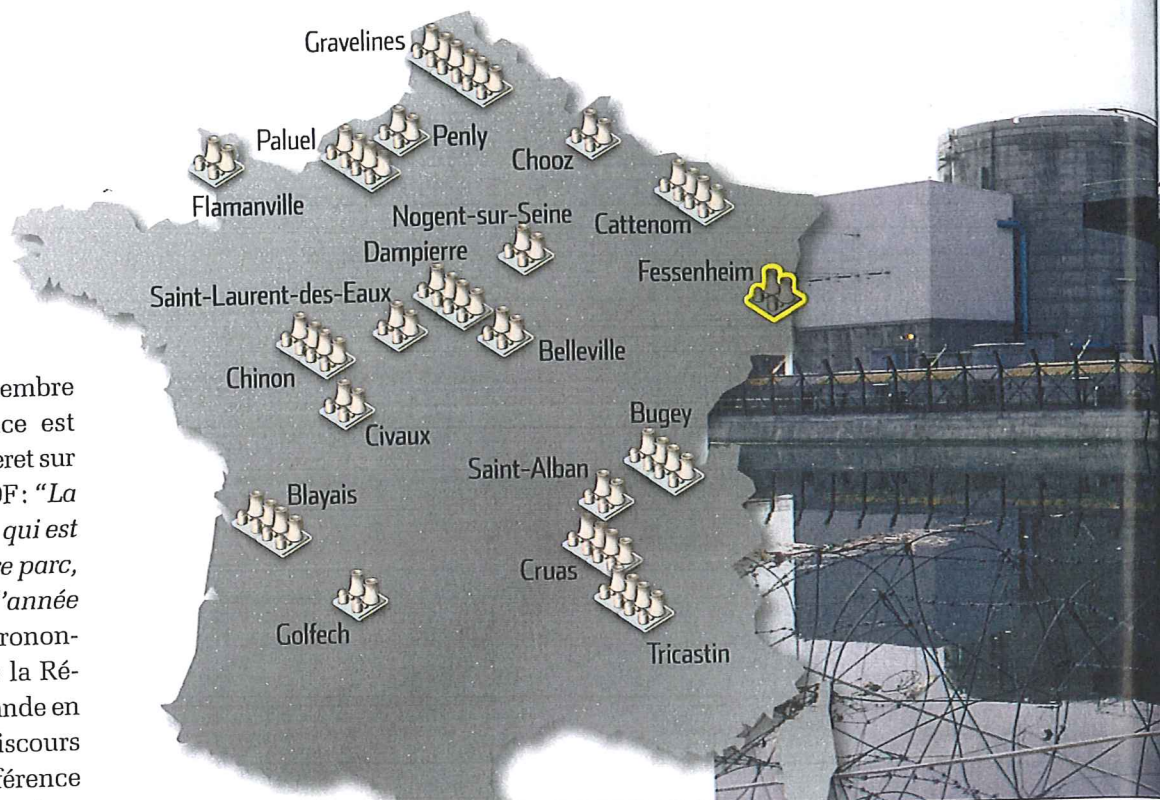 Gravelines
Paluel
Penly
Chooz
Flamanville
Nogent-sur-Seine
Cattenom
Dampierre
Fessenheim
Saint-Laurent-des-Eaux
Belleville
Chinon
Civaux
Bugey
Saint-Alban
Blayais
Cruas
Golfech
Tricastin
embre
ce est
eret sur
DF: “La
qui est
re parc,
l’année
ronon-
la Ré-
ande en
iscours
férence